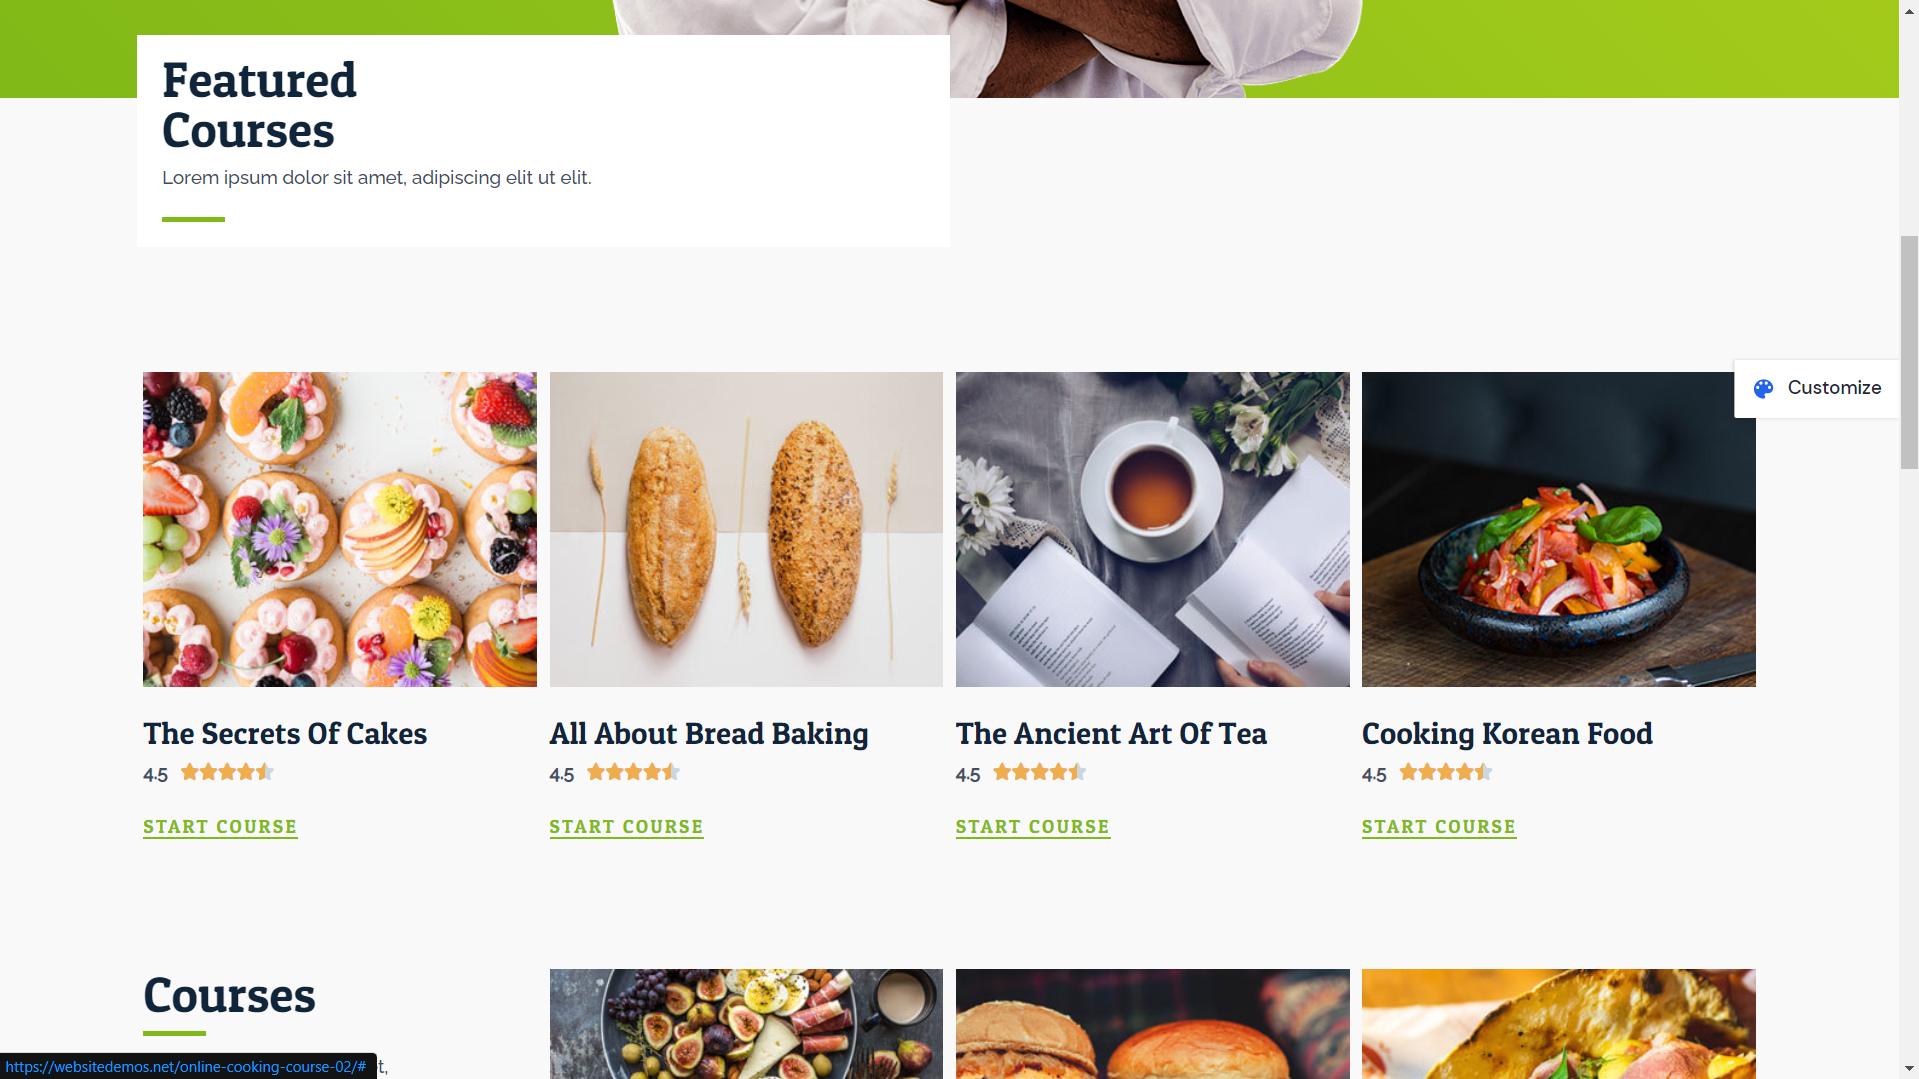 Featured
Courses
Lorem ipsum dolor sit amet, adipiscing elit ut elit.
Customize
The Secrets Of Cakes
4.5
START COURSE
All About Bread Baking
4.5
START COURSE
The Ancient Art Of Tea
4.5
START COURSE
Cooking Korean Food
4.5
START COURSE
Courses
t,
https://websitedemos.net/online-cooking-course-02/#